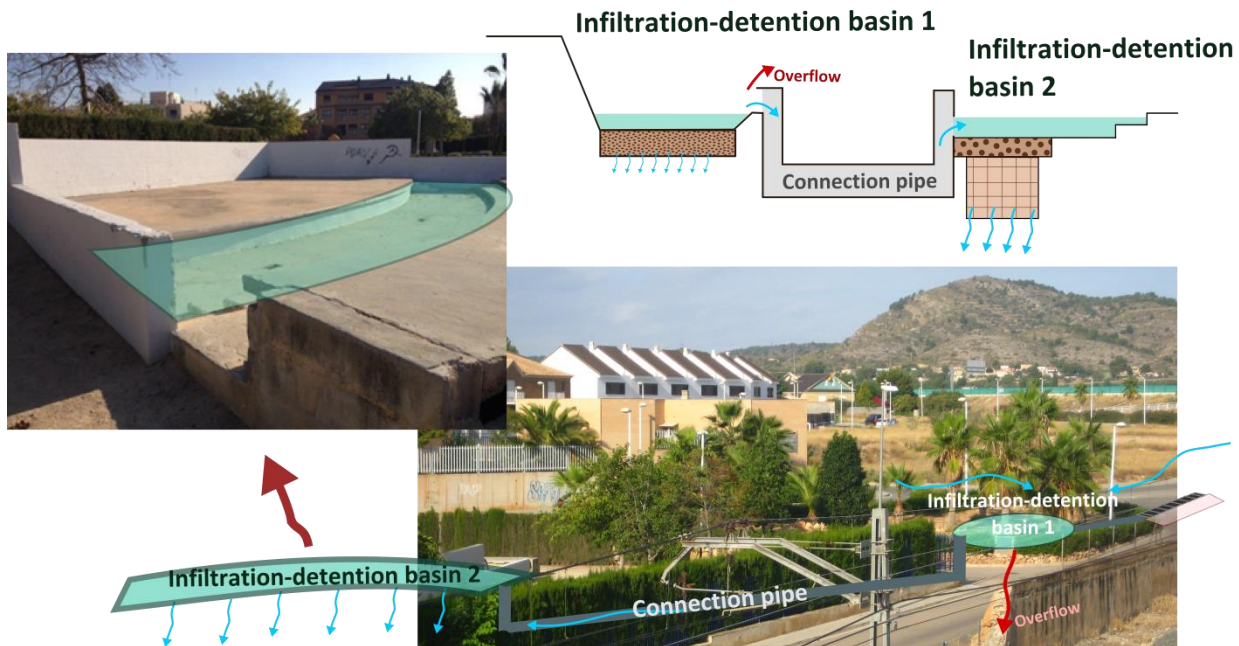 Infiltration-detention basin 1
Infiltration-detention
basin 2
Overflow
Connection pipe
Infiltration-detention
basin 1
Infiltration-detention basin 2
Connection pipe
Overflow